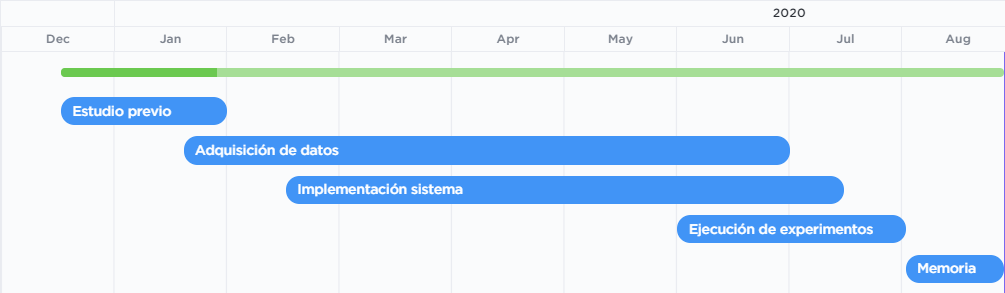 2020
Dec Jan Feb Mar Apr May Jun Jul Aug
Estudio previo
Adquisición de datos
Implementación sistema
Ejecución de experimentos
Memoria